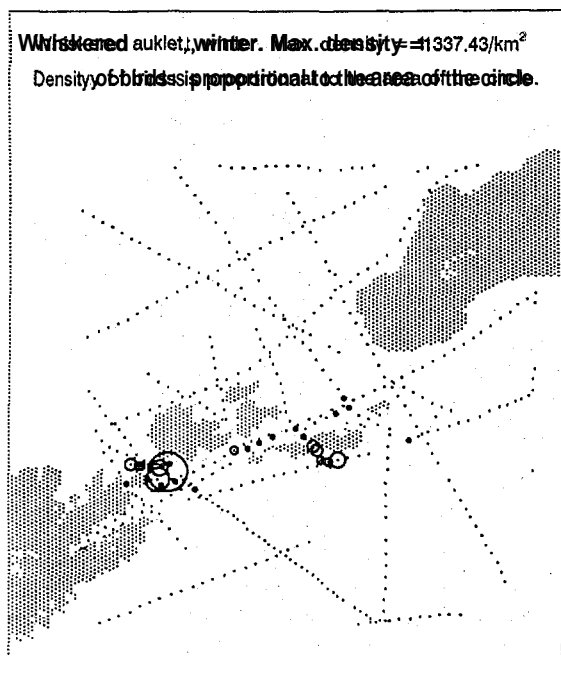 Whiskered auklet, winter. Max. density = 1337.43/km²
Density of birds is proportional to the area of the circle.